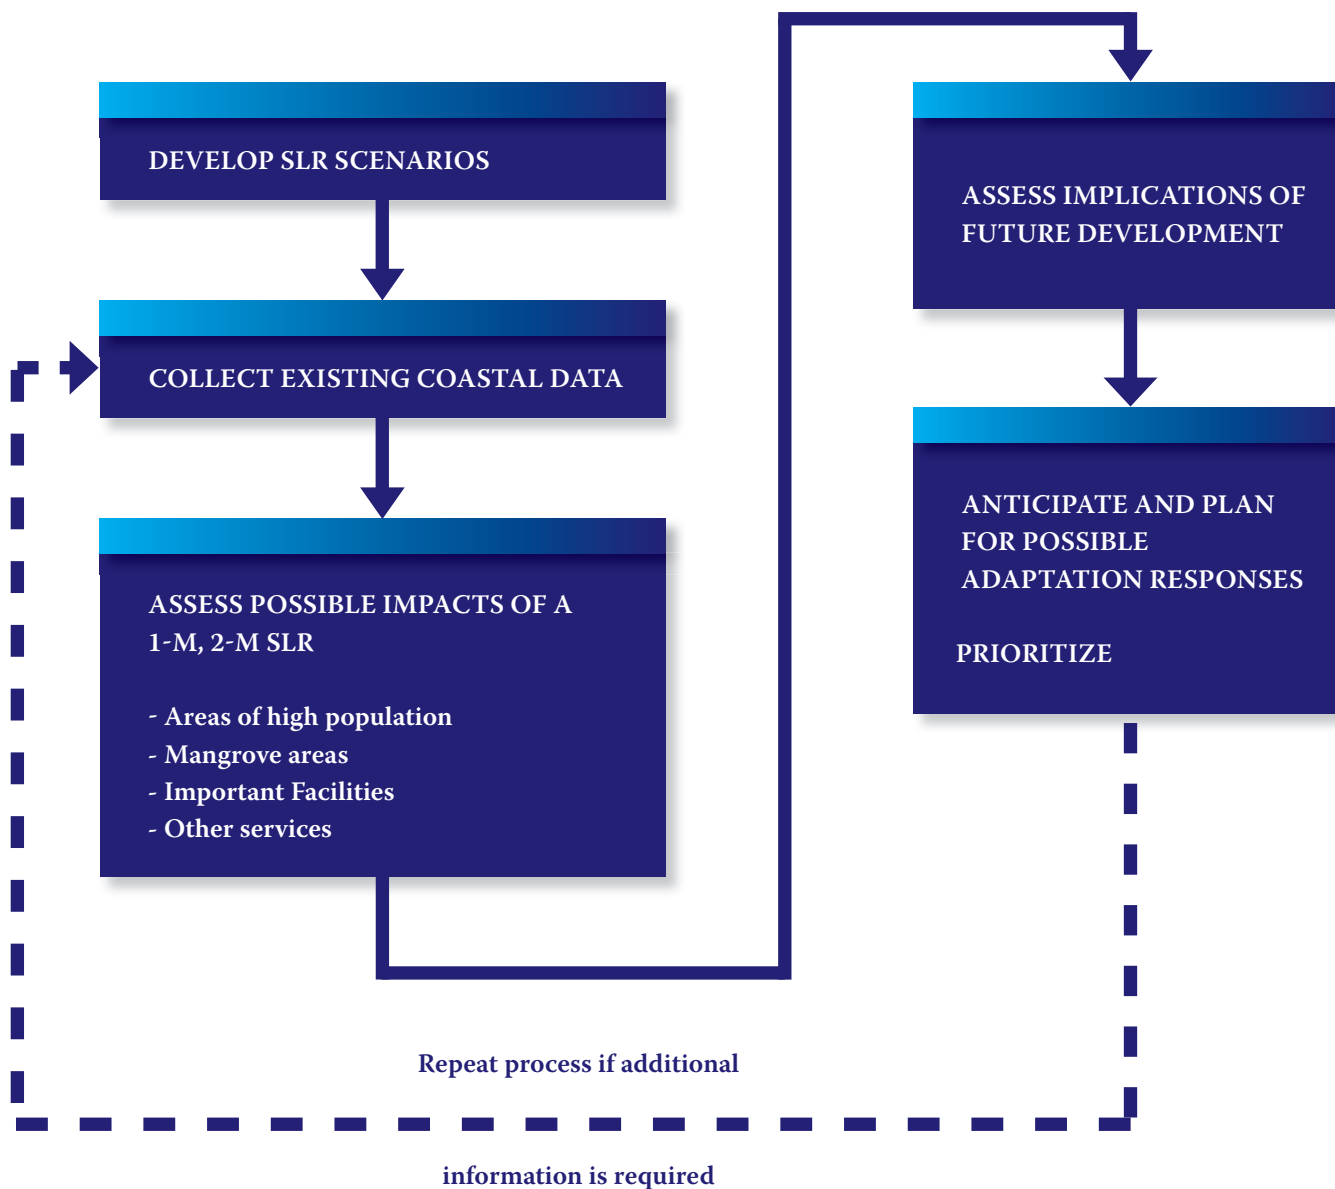 DEVELOP SLR SCENARIOS
COLLECT EXISTING COASTAL DATA
ASSESS POSSIBLE IMPACTS OF A
1-M, 2-M SLR
- Areas of high population
- Mangrove areas
- Important Facilities
- Other services
ASSESS IMPLICATIONS OF
FUTURE DEVELOPMENT
ANTICIPATE AND PLAN
FOR POSSIBLE
ADAPTATION RESPONSES
PRIORITIZE
Repeat process if additional
information is required